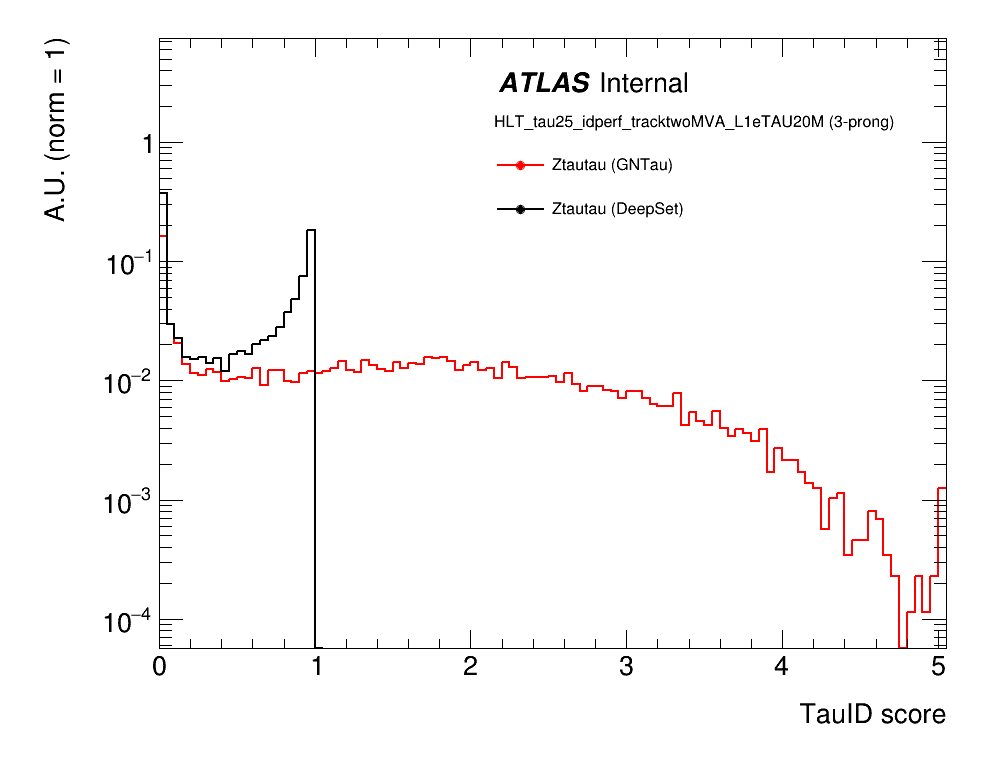 A.U. (norm = 1)
ATLAS Internal
HLT_tau25_idperf_tracktwoMVA_L1eTAU20M (3-prong)
Ztautau (GNTau)
Ztautau (DeepSet)
1
10⁻¹
10⁻²
10⁻³
10⁻⁴
0 1 2 3 4 5
TauID score